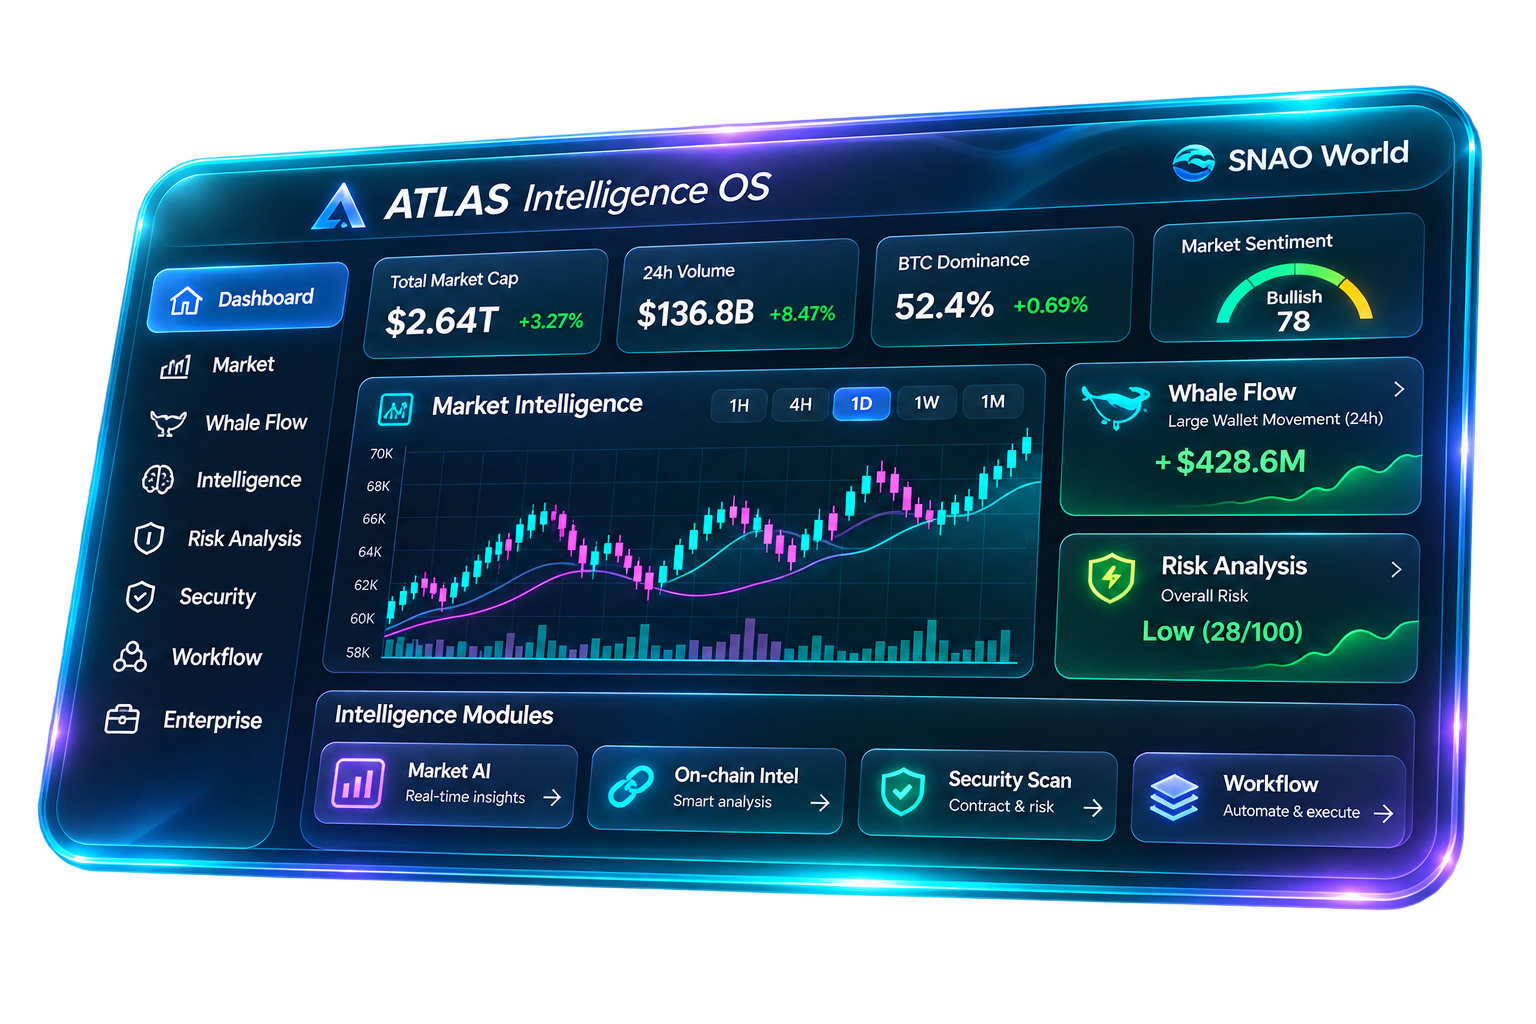 ATLAS Intelligence OS
SNAO World
Dashboard
Market
Whale Flow
Intelligence
Risk Analysis
Security
Workflow
Enterprise
Total Market Cap
$2.64T +3.27%
24h Volume
$136.8B +8.47%
BTC Dominance
52.4% +0.69%
Market Sentiment
Bullish
78
Market Intelligence
1H 4H 1D 1W 1M
70K
68K
66K
64K
62K
60K
58K
Whale Flow
Large Wallet Movement (24h)
+$428.6M
Risk Analysis
Overall Risk
Low (28/100)
Intelligence Modules
Market AI
Real-time insights
On-chain Intel
Smart analysis
Security Scan
Contract & risk
Workflow
Automate & execute